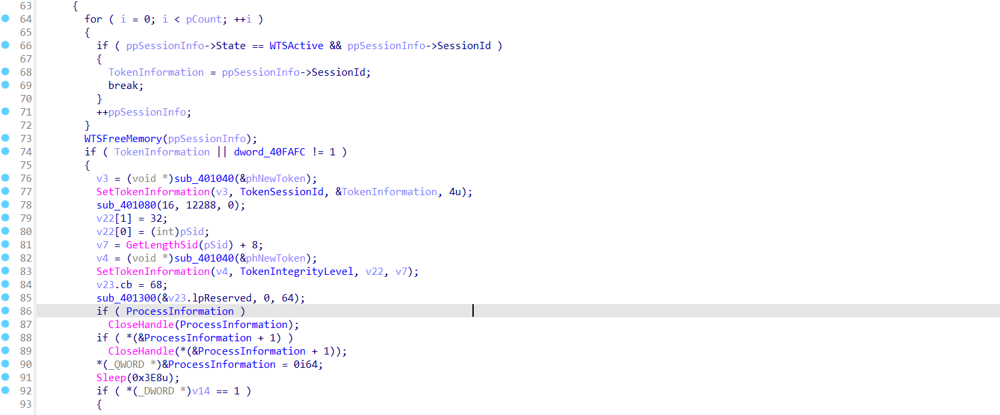 63 {
64 for ( i = 0; i < pCount; ++i )
65 {
66 if ( ppSessionInfo->State == WTSActive && ppSessionInfo->SessionId )
67 {
68 TokenInformation = ppSessionInfo->SessionId;
69 break;
70 }
71 ++ppSessionInfo;
72 }
73 WTSFreeMemory(ppSessionInfo);
74 if ( TokenInformation || dword_40FAFC != 1 )
75 {
76 v3 = (void *)sub_401040(&phNewToken);
77 SetTokenInformation(v3, TokenSessionId, &TokenInformation, 4u);
78 sub_401080(16, 12288, 0);
79 v22[1] = 32;
80 v22[0] = (int)pSid;
81 v7 = GetLengthSid(pSid) + 8;
82 v4 = (void *)sub_401040(&phNewToken);
83 SetTokenInformation(v4, TokenIntegrityLevel, v22, v7);
84 v23.cb = 68;
85 sub_401300(&v23.lpReserved, 0, 64);
86 if ( ProcessInformation )
87 CloseHandle(ProcessInformation);
88 if ( *(&ProcessInformation + 1) )
89 CloseHandle(*(&ProcessInformation + 1));
90 *(_QWORD *)&ProcessInformation = 0i64;
91 Sleep(0x3E8u);
92 if ( *(_DWORD *)v14 == 1 )
93 {